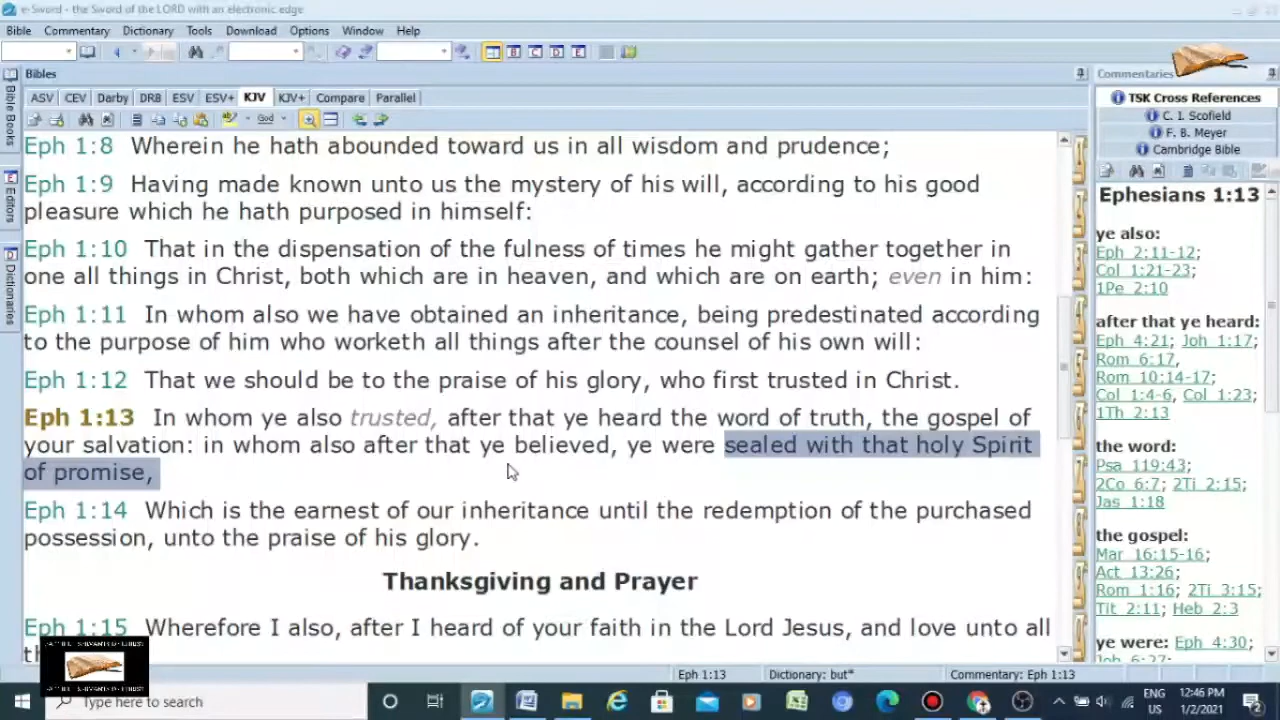 e-Sword - the Sword of the LORD with an electronic edge
Bible Commentary Dictionary Tools Download Options Window Help
Bibles
Commentaries
ASV CEV Darby DRB ESV ESV+ KJV KJV+ Compare Parallel
TSK Cross References
C. I. Scofield
F. B. Meyer
Cambridge Bible
Bible Books
Editors
Dictionaries
Eph 1:8 Wherein he hath abounded toward us in all wisdom and prudence;
Eph 1:9 Having made known unto us the mystery of his will, according to his good
pleasure which he hath purposed in himself:
Eph 1:10 That in the dispensation of the fulness of times he might gather together in
one all things in Christ, both which are in heaven, and which are on earth; even in him:
Eph 1:11 In whom also we have obtained an inheritance, being predestinated according
to the purpose of him who worketh all things after the counsel of his own will:
Eph 1:12 That we should be to the praise of his glory, who first trusted in Christ.
Eph 1:13 In whom ye also trusted, after that ye heard the word of truth, the gospel of
your salvation: in whom also after that ye believed, ye were sealed with that holy Spirit
of promise,
Eph 1:14 Which is the earnest of our inheritance until the redemption of the purchased
possession, unto the praise of his glory.
Thanksgiving and Prayer
Eph 1:15 Wherefore I also, after I heard of your faith in the Lord Jesus, and love unto all
Ephesians 1:13
ye also:
Eph 2:11-12;
Col 1:21-23;
1Pe 2:10
after that ye heard:
Eph 4:21; Joh 1:17;
Rom 6:17,
Rom 10:14-17;
Col 1:4-6, Col 1:23;
1Th 2:13
the word:
Psa 119:43;
2Co 6:7; 2Ti 2:15;
Jas 1:18
the gospel:
Mar 16:15-16;
Act 13:26;
Rom 1:16; 2Ti 3:15;
Tit 2:11; Heb 2:3
ye were: Eph 4:30;
Joh 6:27;
Eph 1:13 Dictionary: but* Commentary: Eph 1:13
Type here to search
ENG
US
12:46 PM
1/2/2021